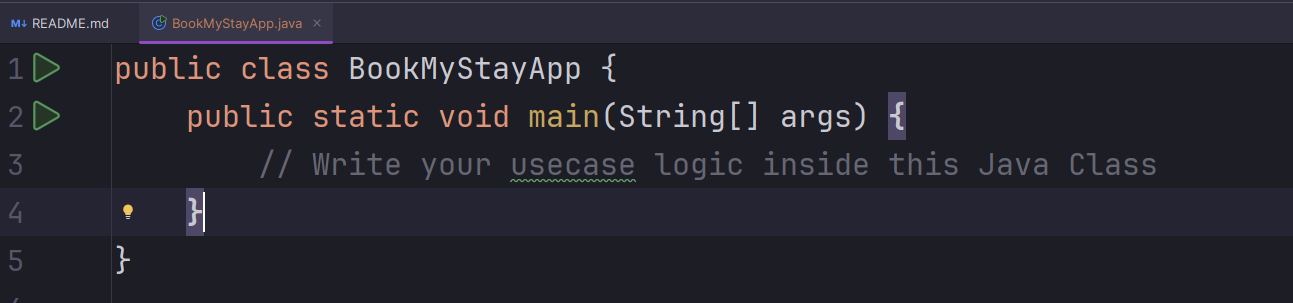 M↓ README.md BookMyStayApp.java ×
1 public class BookMyStayApp {
2 public static void main(String[] args) {
3 // Write your usecase logic inside this Java Class
4 }
5 }